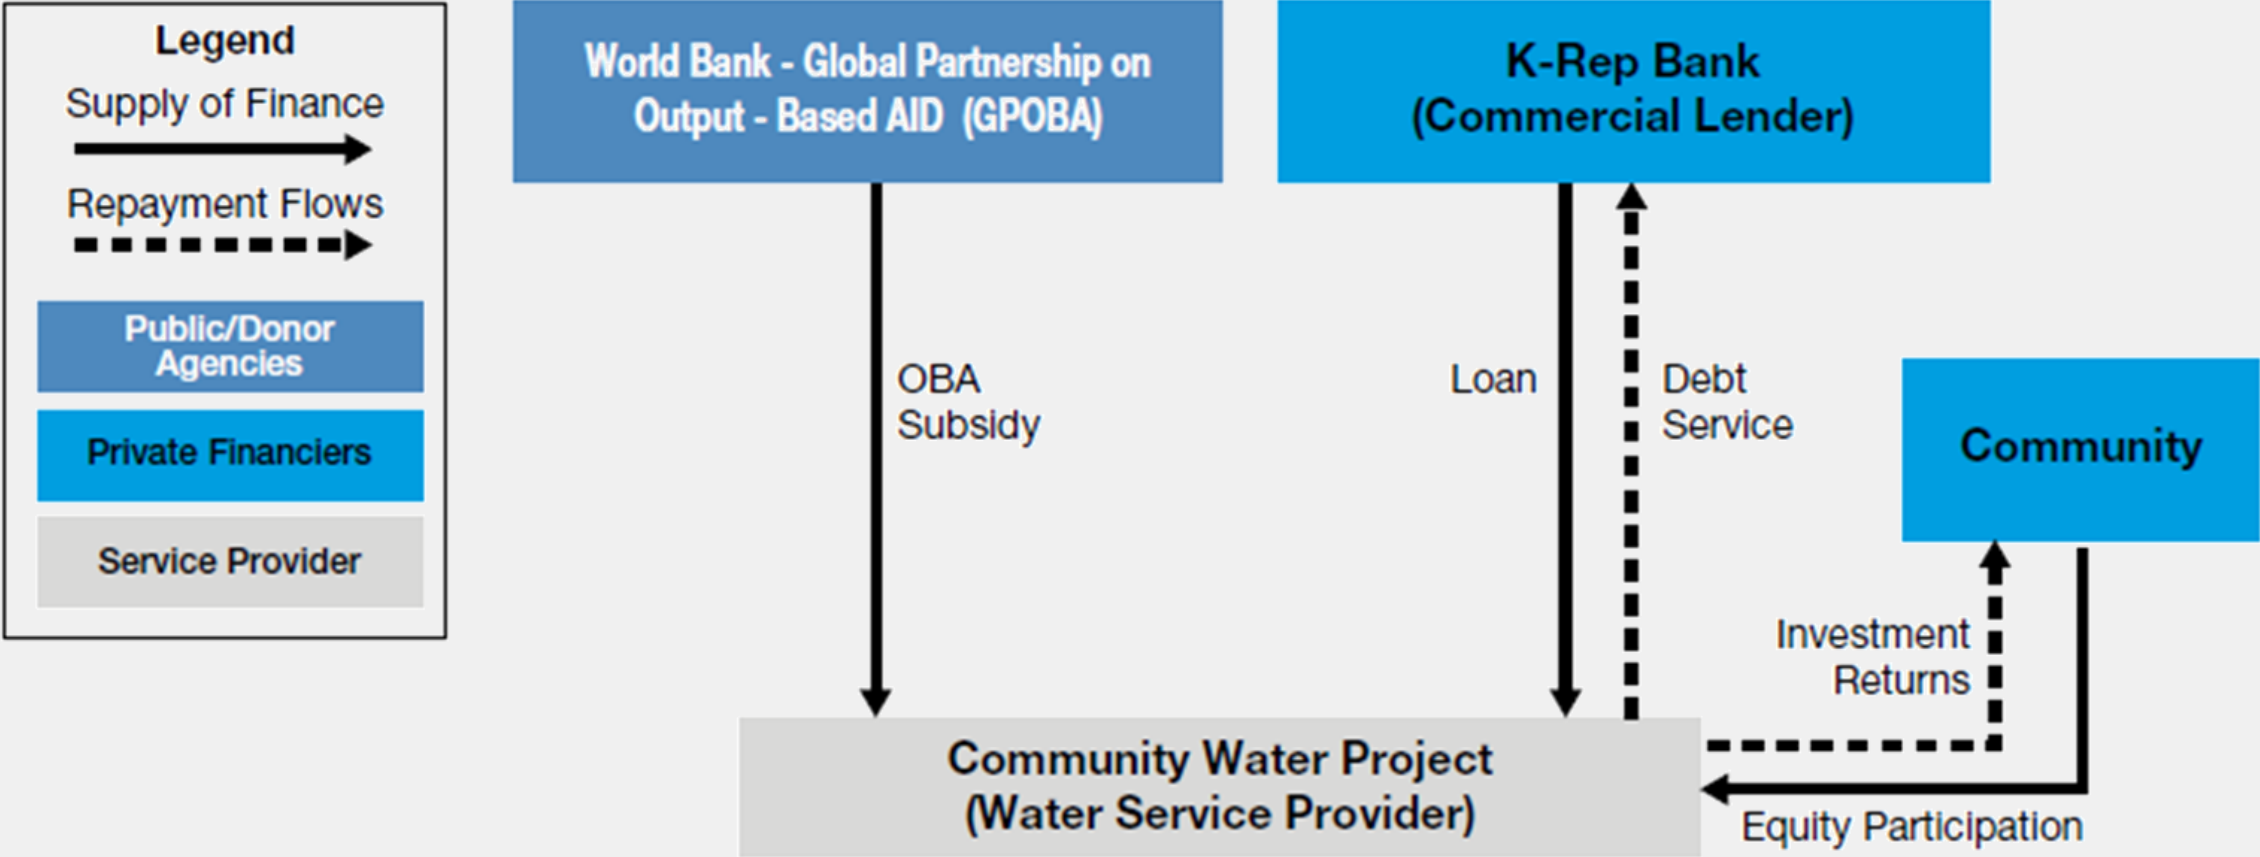 Legend
Supply of Finance
Repayment Flows
Public/Donor
Agencies
Private Financiers
Service Provider
World Bank - Global Partnership on
Output - Based AID (GPOBA)
K-Rep Bank
(Commercial Lender)
OBA
Subsidy
Loan
Debt
Service
Community
Investment
Returns
Community Water Project
(Water Service Provider)
Equity Participation